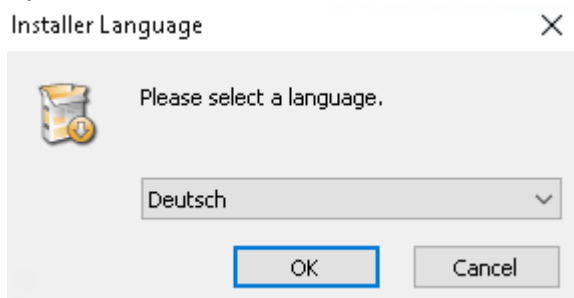 Installer Language
Please select a language.
Deutsch
OK
Cancel